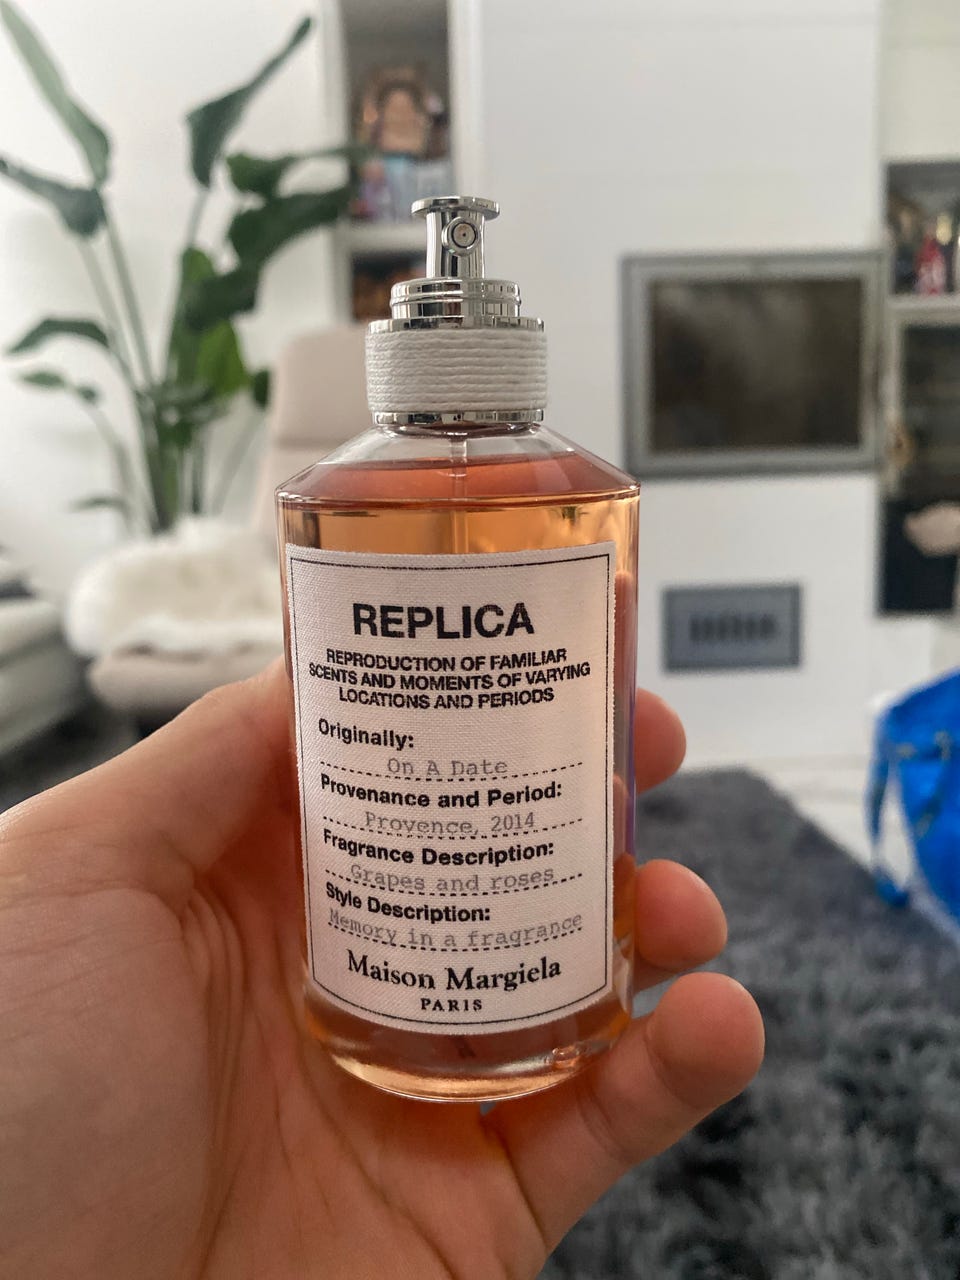 REPLICA
REPRODUCTION OF FAMILIAR
SCENTS AND MOMENTS OF VARYING
LOCATIONS AND PERIODS
Originally:
On A Date
Provenance and Period:
Provence, 2014
Fragrance Description:
Grapes and roses
Style Description:
Memory in a fragrance
Maison Margiela
PARIS